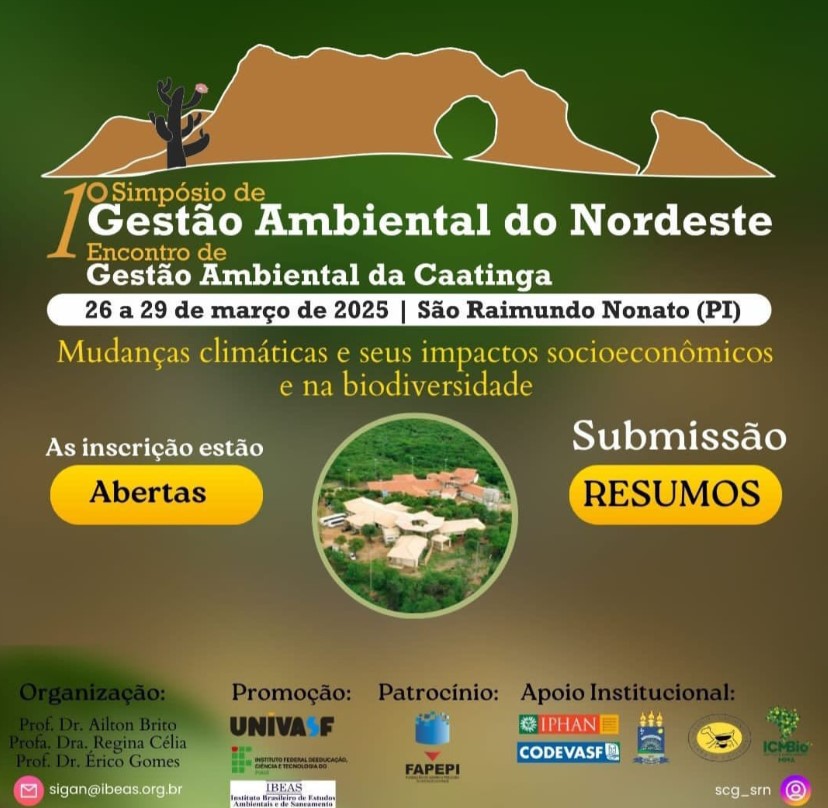 1º Simpósio de
Gestão Ambiental do Nordeste
Encontro de
Gestão Ambiental da Caatinga
26 a 29 de março de 2025 | São Raimundo Nonato (PI)
Mudanças climáticas e seus impactos socioeconômicos
e na biodiversidade
As inscrição estão
Abertas
Submissão
RESUMOS
Organização:
Prof. Dr. Ailton Brito
Profa. Dra. Regina Célia
Prof. Dr. Érico Gomes
sigan@ibeas.org.br
Promoção:
UNIVASF
INSTITUTO FEDERAL DEEDUCAÇÃO,
CIÊNCIA E TECNOLOGIA DO
IBEAS
Instituto Brasileiro de Estudos
Ambientais e de Saneamento
Patrocínio:
FAPEPI
Apoio Institucional:
IPHAN
CODEVASF
ICMBio
MMA
scg_srn